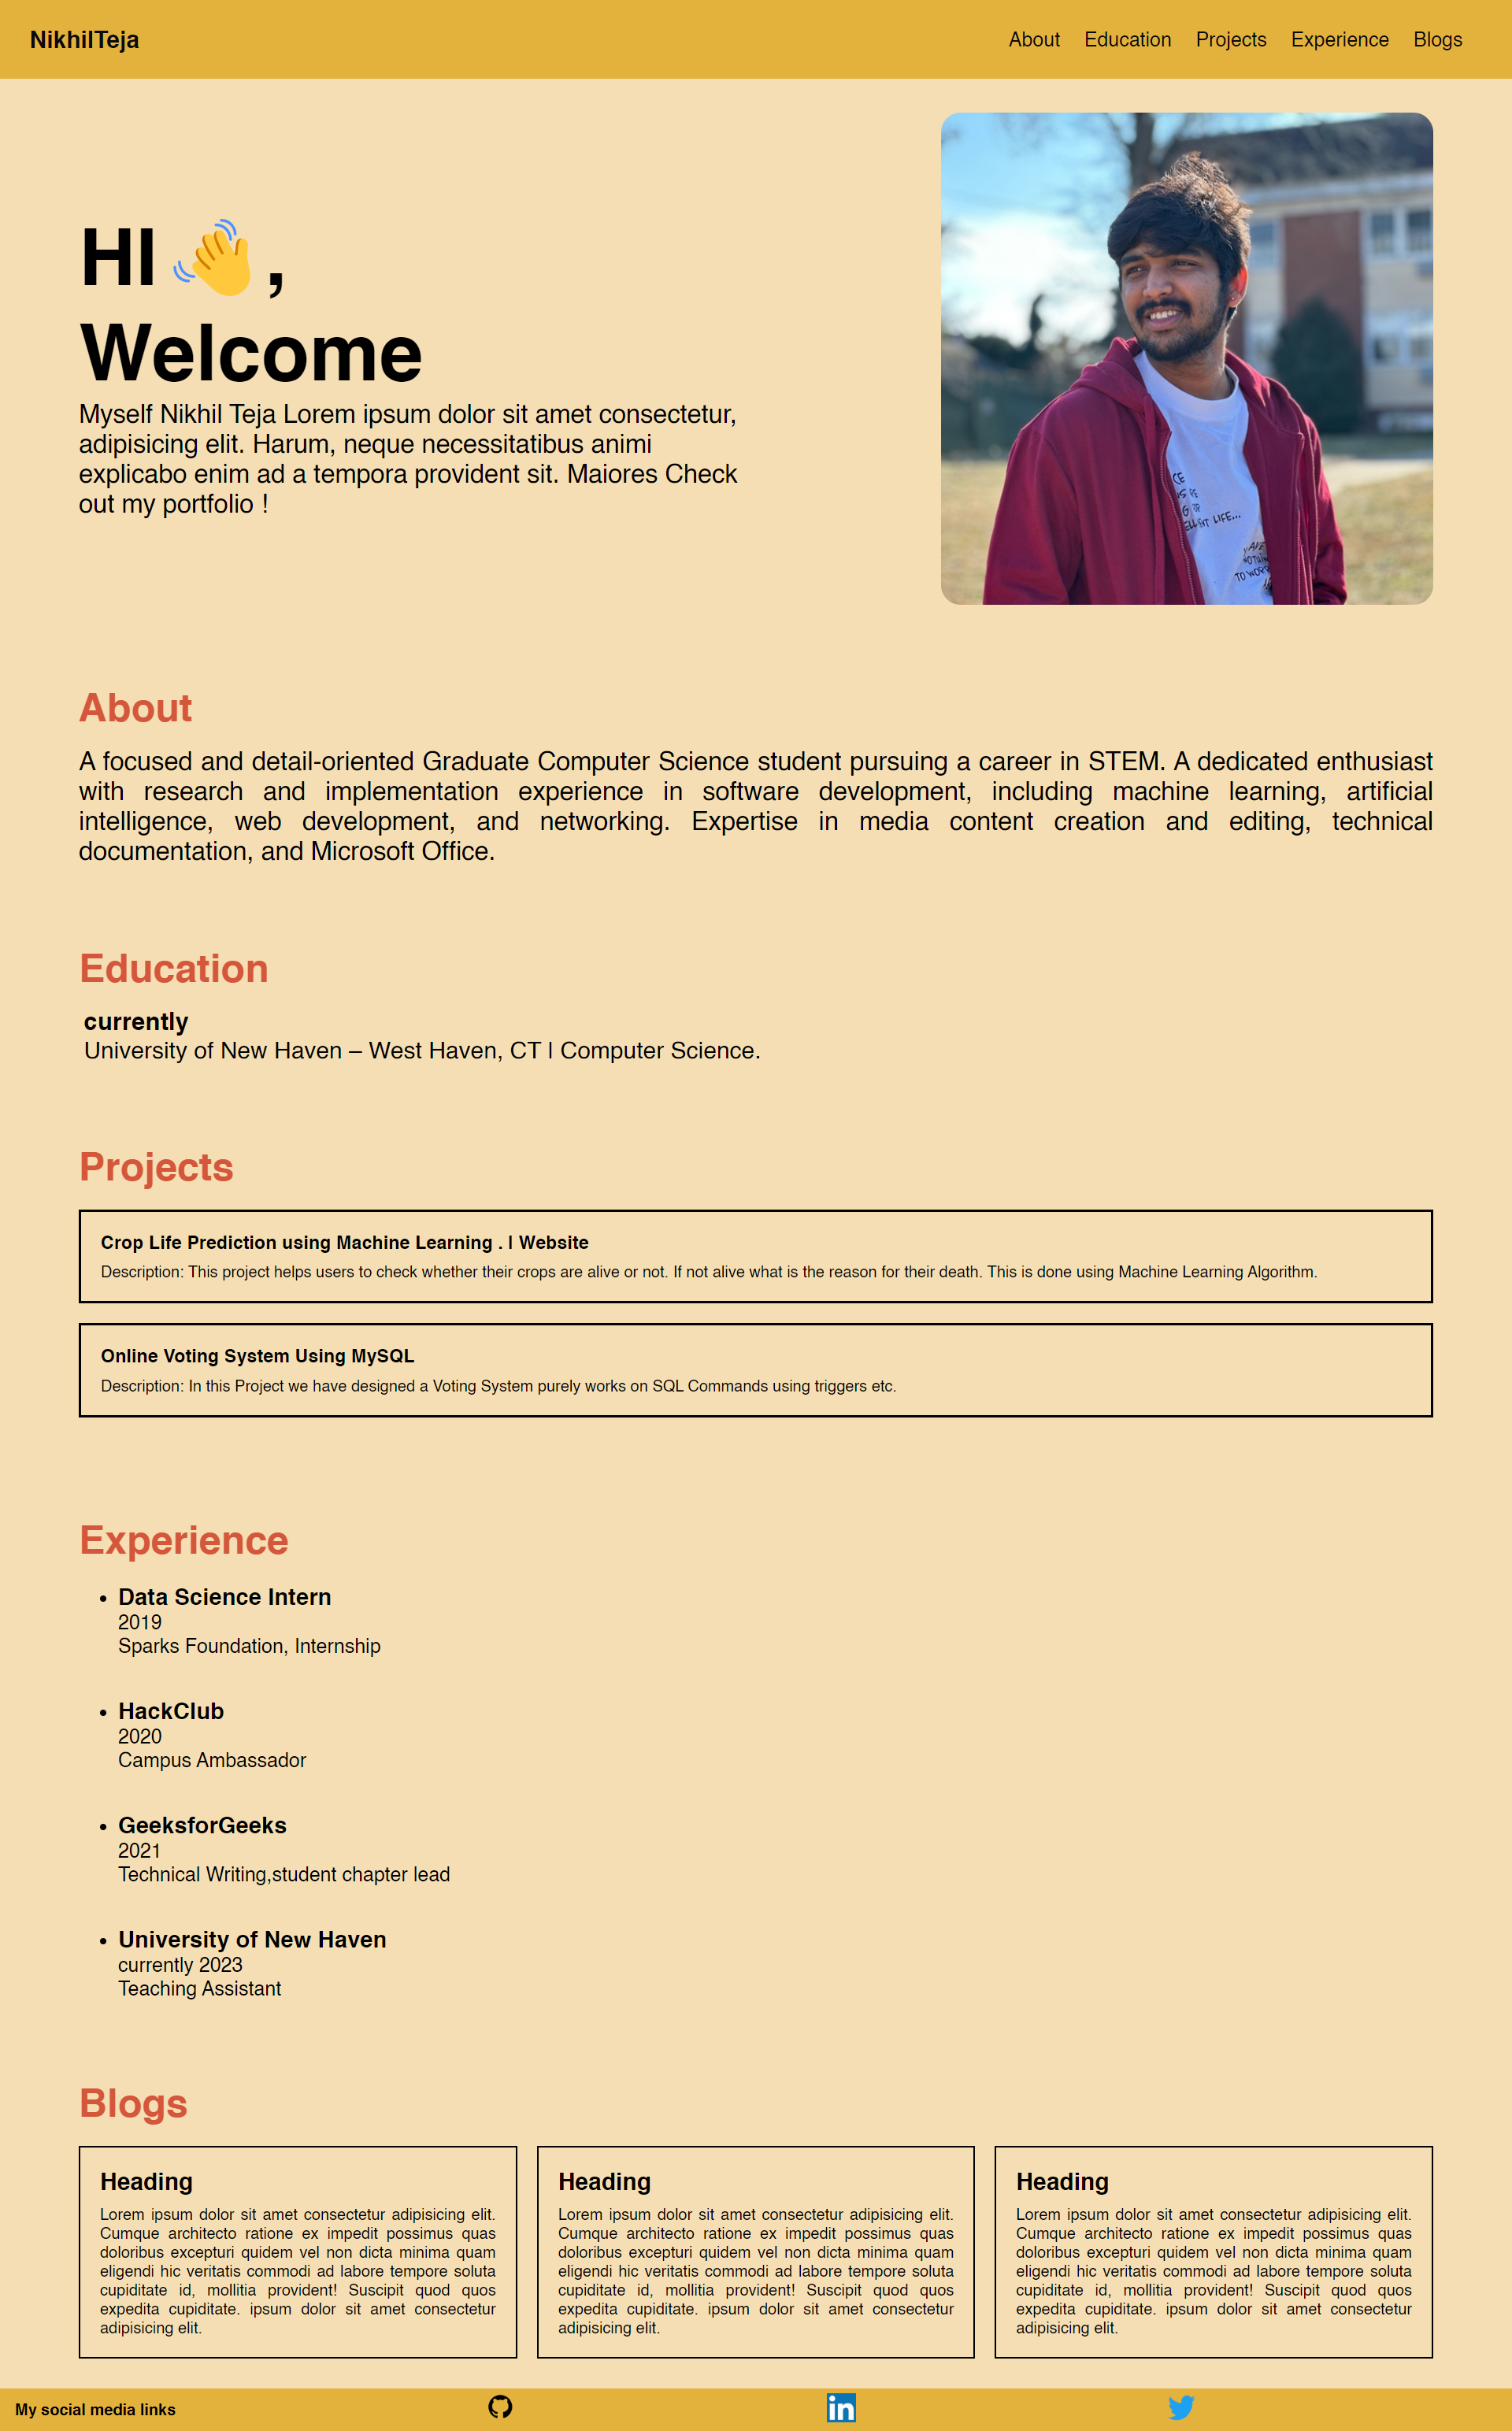 NikhilTeja
About Education Projects Experience Blogs
HI 👋 ,
Welcome
Myself Nikhil Teja Lorem ipsum dolor sit amet consectetur,
adipisicing elit. Harum, neque necessitatibus animi
explicabo enim ad a tempora provident sit. Maiores Check
out my portfolio !
LIFE...
About
A focused and detail-oriented Graduate Computer Science student pursuing a career in STEM. A dedicated enthusiast
with research and implementation experience in software development, including machine learning, artificial
intelligence, web development, and networking. Expertise in media content creation and editing, technical
documentation, and Microsoft Office.
Education
currently
University of New Haven – West Haven, CT | Computer Science.
Projects
Crop Life Prediction using Machine Learning . | Website
Description: This project helps users to check whether their crops are alive or not. If not alive what is the reason for their death. This is done using Machine Learning Algorithm.
Online Voting System Using MySQL
Description: In this Project we have designed a Voting System purely works on SQL Commands using triggers etc.
Experience
• Data Science Intern
2019
Sparks Foundation, Internship
• HackClub
2020
Campus Ambassador
• GeeksforGeeks
2021
Technical Writing,student chapter lead
• University of New Haven
currently 2023
Teaching Assistant
Blogs
Heading
Lorem ipsum dolor sit amet consectetur adipisicing elit.
Cumque architecto ratione ex impedit possimus quas
doloribus excepturi quidem vel non dicta minima quam
eligendi hic veritatis commodi ad labore tempore soluta
cupiditate id, mollitia provident! Suscipit quod quos
expedita cupiditate. ipsum dolor sit amet consectetur
adipisicing elit.
Heading
Lorem ipsum dolor sit amet consectetur adipisicing elit.
Cumque architecto ratione ex impedit possimus quas
doloribus excepturi quidem vel non dicta minima quam
eligendi hic veritatis commodi ad labore tempore soluta
cupiditate id, mollitia provident! Suscipit quod quos
expedita cupiditate. ipsum dolor sit amet consectetur
adipisicing elit.
Heading
Lorem ipsum dolor sit amet consectetur adipisicing elit.
Cumque architecto ratione ex impedit possimus quas
doloribus excepturi quidem vel non dicta minima quam
eligendi hic veritatis commodi ad labore tempore soluta
cupiditate id, mollitia provident! Suscipit quod quos
expedita cupiditate. ipsum dolor sit amet consectetur
adipisicing elit.
My social media links
in